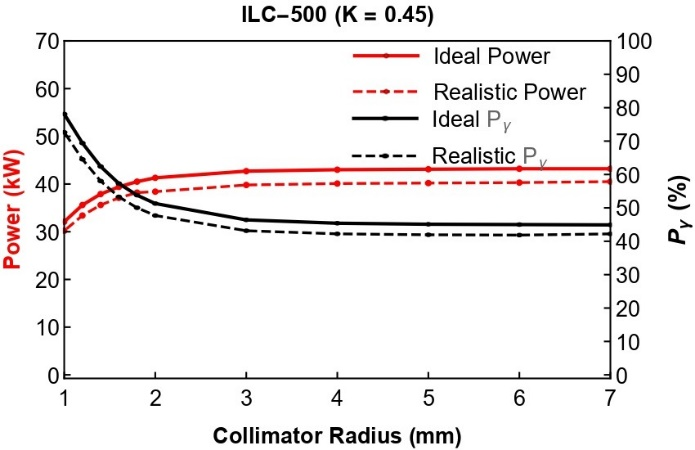 ILC–500 (K = 0.45)
Power (kW)
70
60
50
40
30
20
10
0
Ideal Power
Realistic Power
Ideal Pγ
Realistic Pγ
100
90
80
70
60
50
40
30
20
10
0
Pγ (%)
1 2 3 4 5 6 7
Collimator Radius (mm)